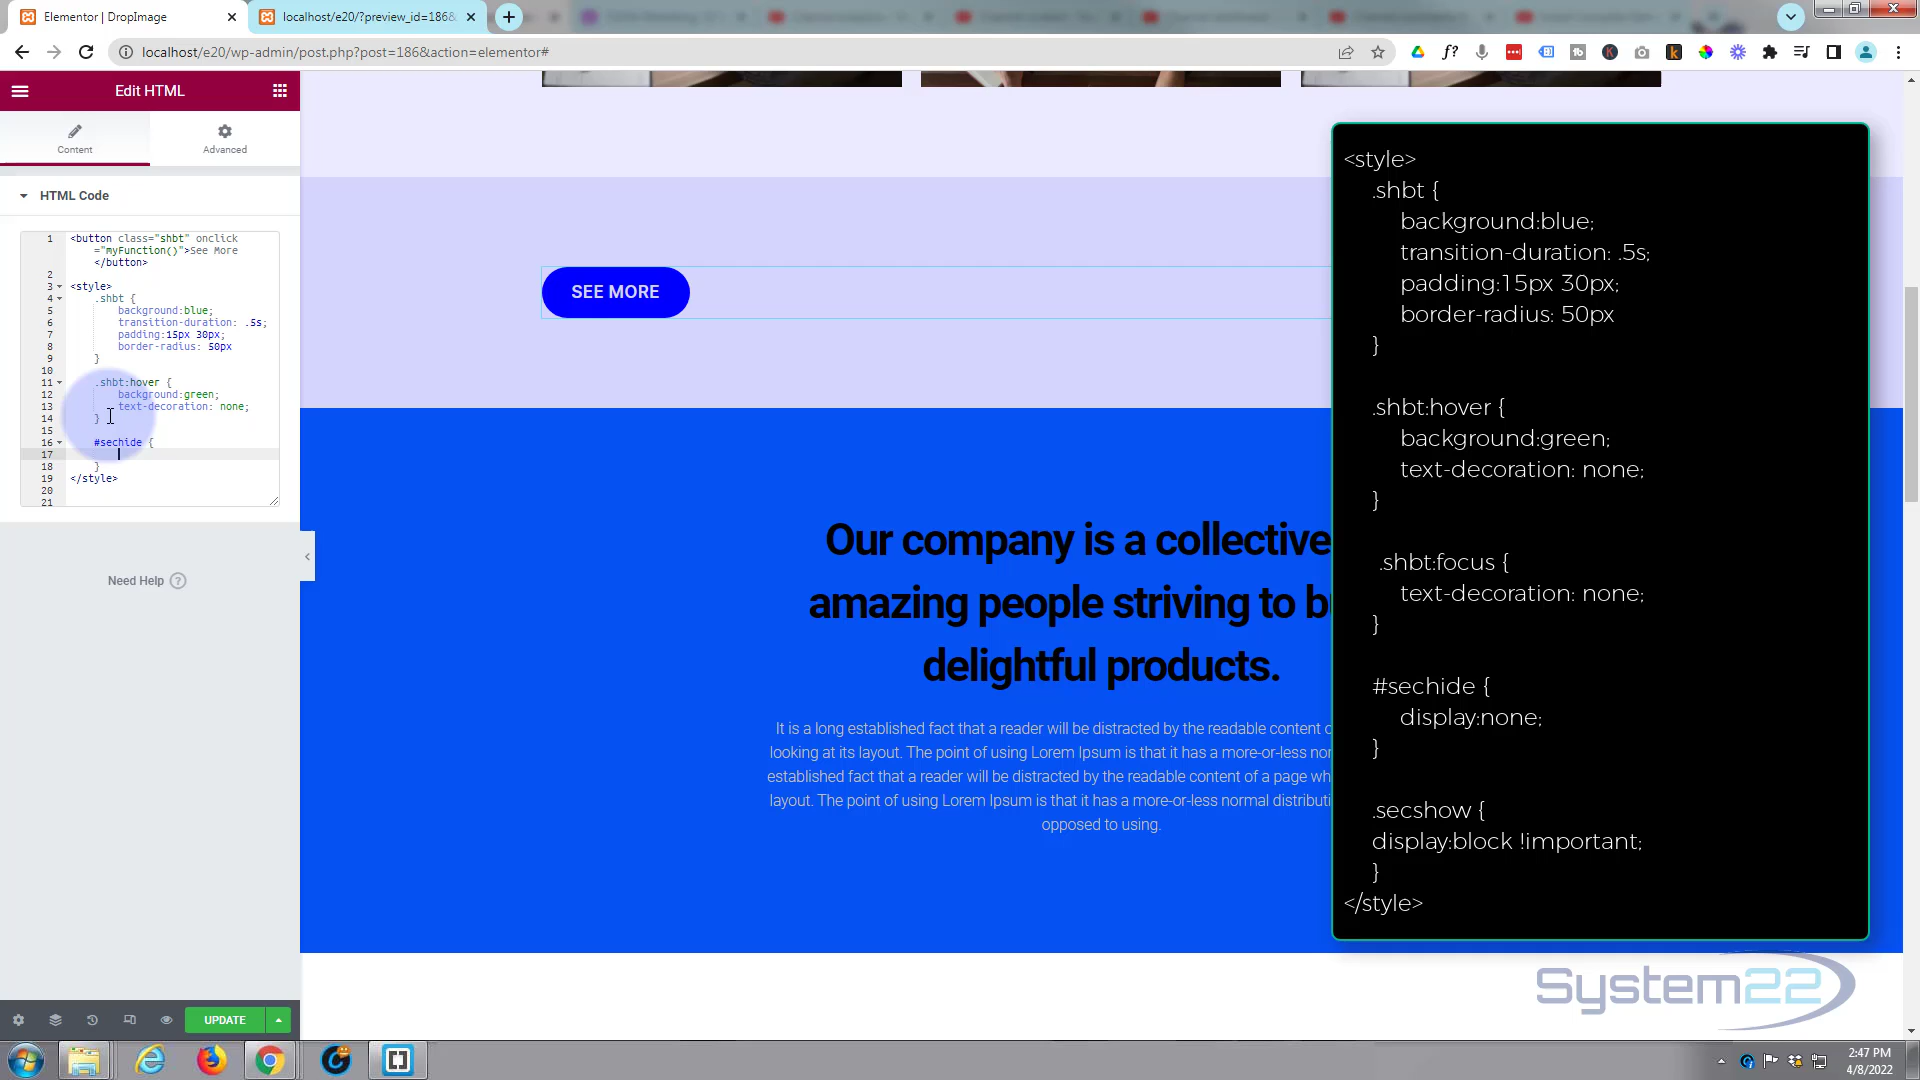 Elementor | DropImage
localhost/e20/?preview_id=186&
localhost/e20/wp-admin/post.php?post=186&action=elementor#
Edit HTML
Content
Advanced
HTML Code
1 <button class="shbt" onclick
="myFunction()">See More
</button>
2
3 <style>
4 .shbt {
5 background:blue;
6 transition-duration: .5s;
7 padding:15px 30px;
8 border-radius: 50px
9 }
10
11 .shbt:hover {
12 background:green;
13 text-decoration: none;
14 }
15
16 #sechide {
17
18 }
19 </style>
20
21
Need Help ?
UPDATE
SEE MORE
Our company is a collective
amazing people striving to b
delightful products.
It is a long established fact that a reader will be distracted by the readable content
looking at its layout. The point of using Lorem Ipsum is that it has a more-or-less
established fact that a reader will be distracted by the readable content of a page
layout. The point of using Lorem Ipsum is that it has a more-or-less normal
opposed to using.
<style>
.shbt {
background:blue;
transition-duration: .5s;
padding:15px 30px;
border-radius: 50px
}
.shbt:hover {
background:green;
text-decoration: none;
}
.shbt:focus {
text-decoration: none;
}
#sechide {
display:none;
}
.secshow {
display:block !important;
}
</style>
System22
2:47 PM
4/8/2022